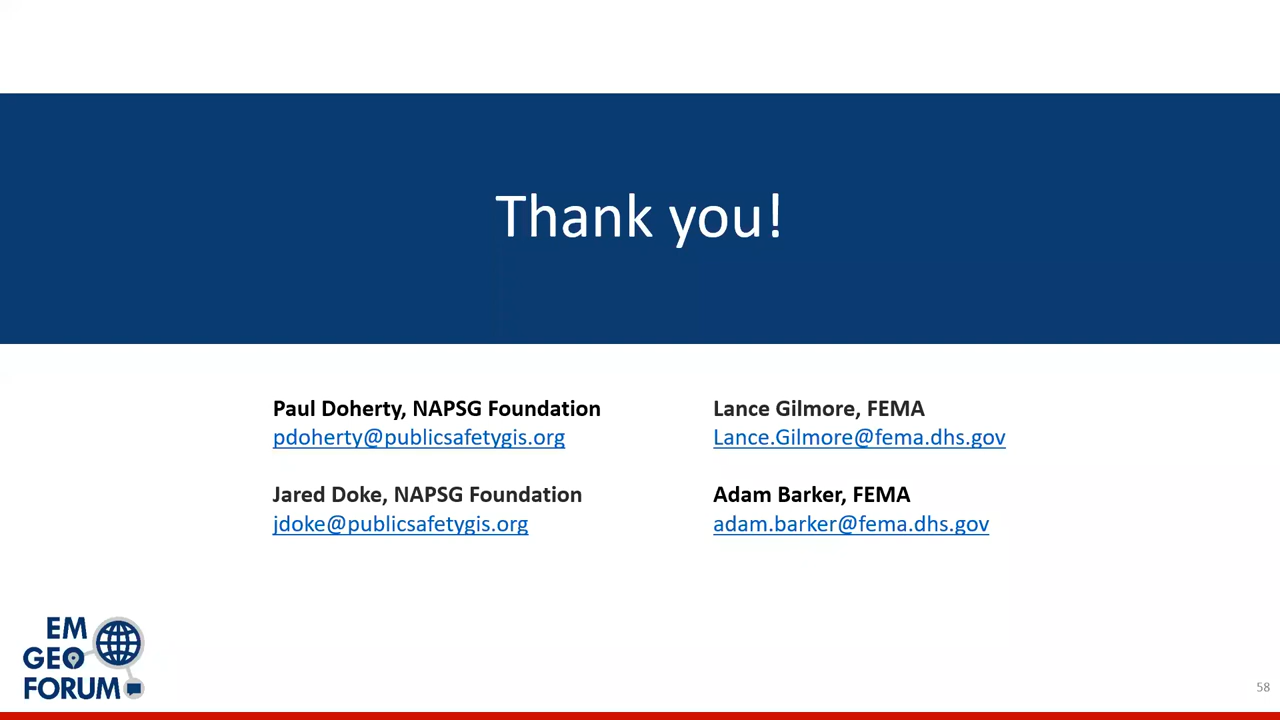 Thank you!
Paul Doherty, NAPSG Foundation
pdoherty@publicsafetygis.org
Jared Doke, NAPSG Foundation
jdoke@publicsafetygis.org
Lance Gilmore, FEMA
Lance.Gilmore@fema.dhs.gov
Adam Barker, FEMA
adam.barker@fema.dhs.gov
EM
GEO
FORUM
58